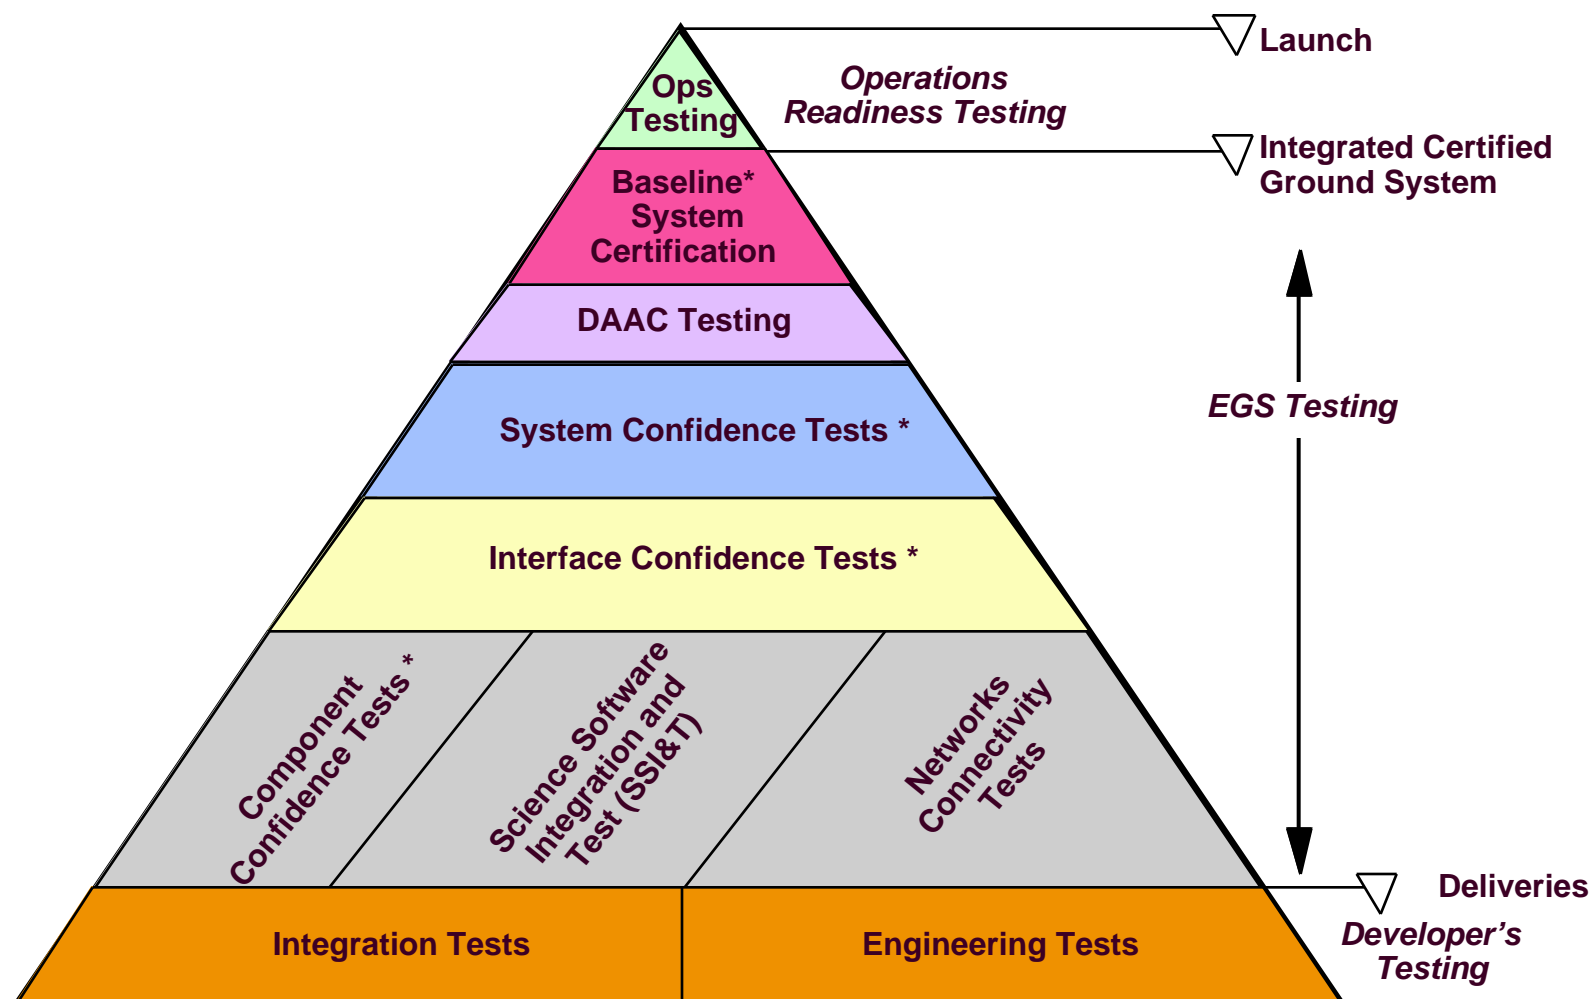 Launch
Operations
Readiness Testing
Ops
Testing
Integrated Certified
Ground System
Baseline*
System
Certification
DAAC Testing
EGS Testing
System Confidence Tests *
Interface Confidence Tests *
Component
Confidence Tests *
Science Software
Integration and
Test (SSI&T)
Networks
Connectivity
Tests
Deliveries
Integration Tests
Engineering Tests
Developer’s
Testing